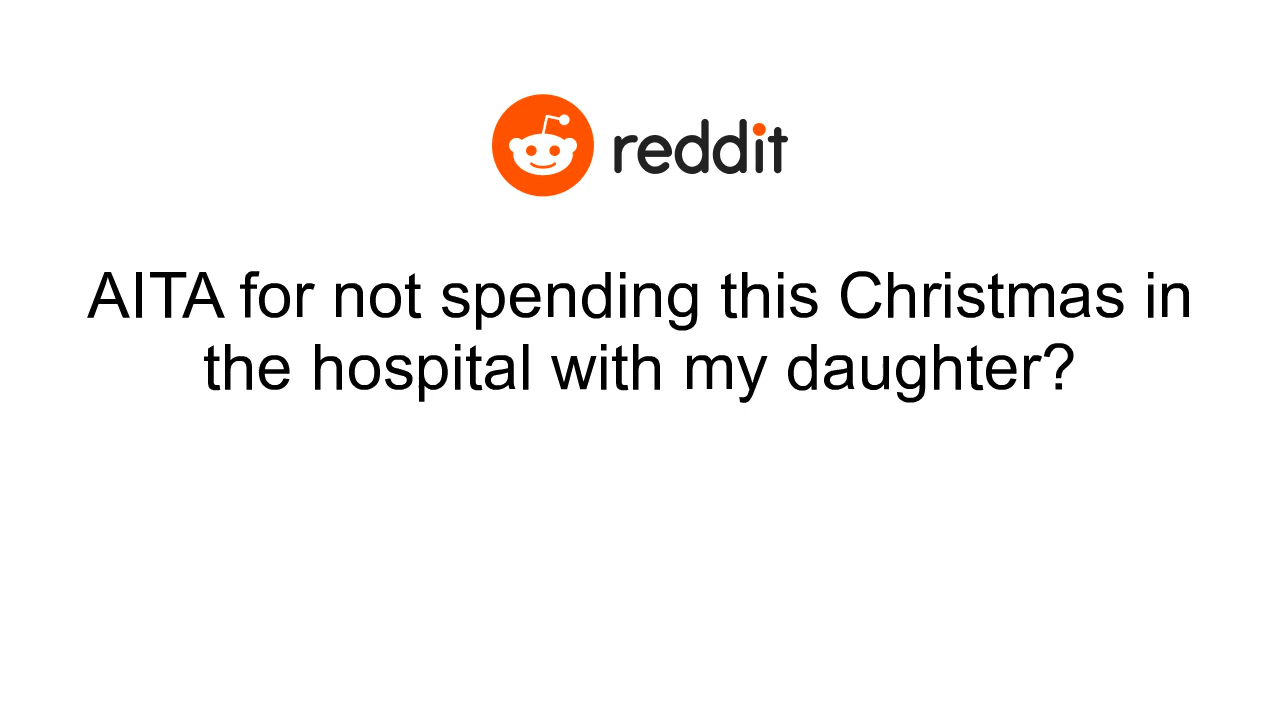 reddit
AITA for not spending this Christmas in
the hospital with my daughter?